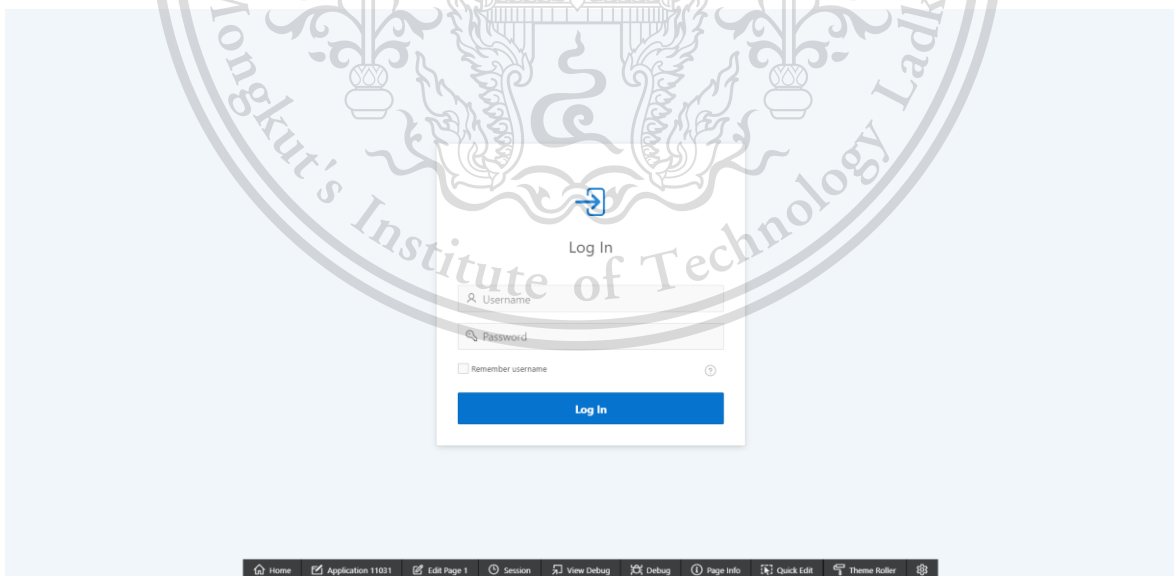 Mongkut's Institute of Technology Ladk
Log In
Username
Password
Remember username
Log In
Home Application 11031 Edit Page 1 Session View Debug Debug Page Info Quick Edit Theme Roller